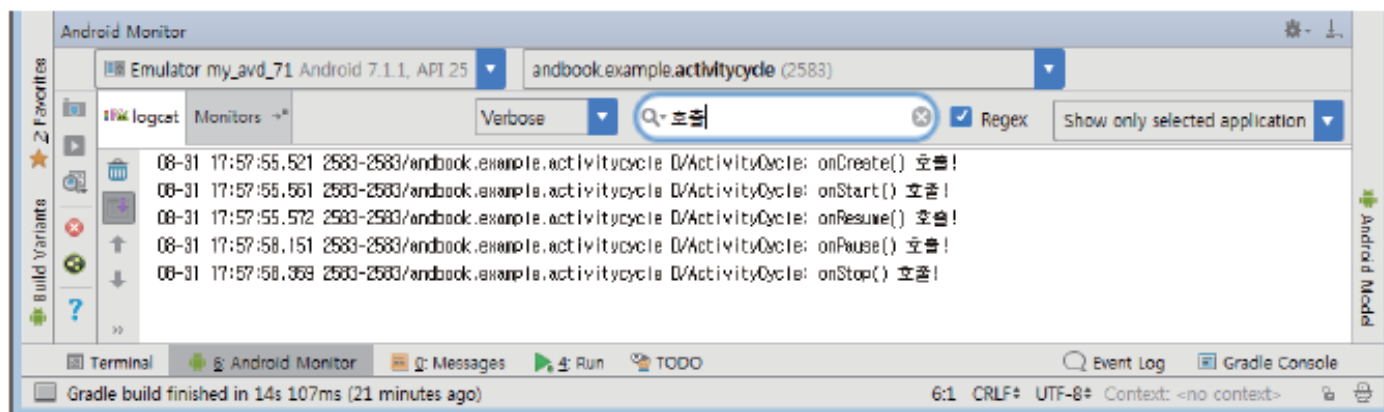 Android Monitor
Emulator my_avd_71 Android 7.1.1, API 25
andbook.example.activitycycle (2583)
logcat
Monitors
Verbose
호출
Regex
Show only selected application
08-31 17:57:55.521 2583-2583/andbook.example.activitycycle D/ActivityCycle: onCreate() 호출!
08-31 17:57:55.561 2583-2583/andbook.example.activitycycle D/ActivityCycle: onStart() 호출!
08-31 17:57:55.572 2583-2583/andbook.example.activitycycle D/ActivityCycle: onResume() 호출!
08-31 17:57:58.151 2583-2583/andbook.example.activitycycle D/ActivityCycle: onPause() 호출!
08-31 17:57:58.359 2583-2583/andbook.example.activitycycle D/ActivityCycle: onStop() 호출!
2: Favorites
Build Variants
Android Model
Terminal
6: Android Monitor
0: Messages
4: Run
TODO
Event Log
Gradle Console
Gradle build finished in 14s 107ms (21 minutes ago)
6:1 CRLF UTF-8 Context: <no context>